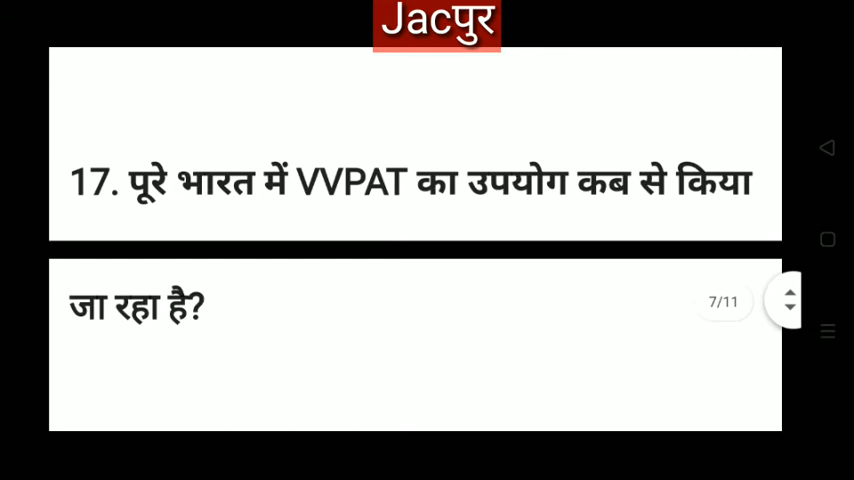 Jacपुर
17. पूरे भारत में VVPAT का उपयोग कब से किया
जा रहा है?
7/11